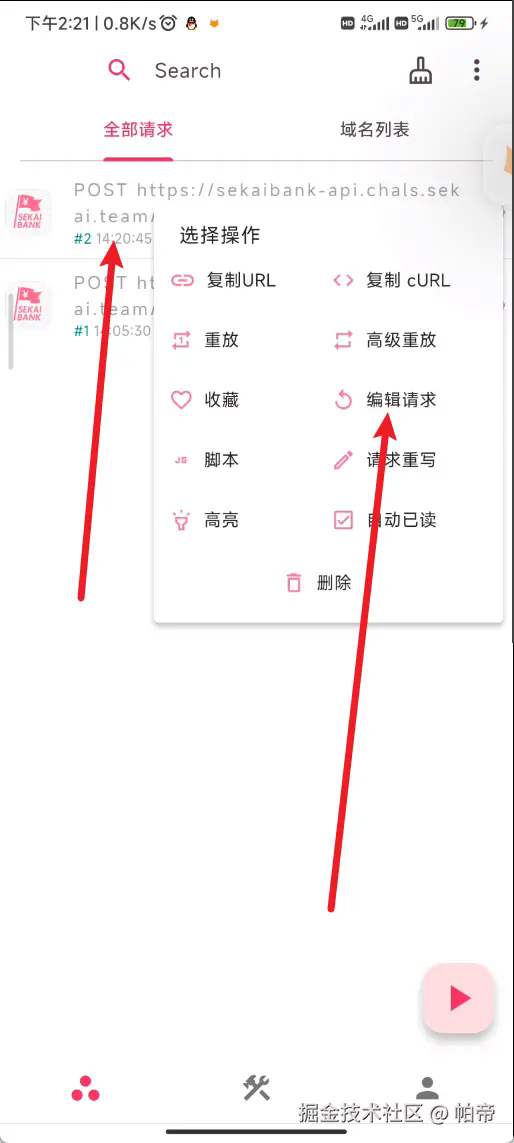 下午2:21 | 0.8K/s HD 4G HD 5G 79
Search
全部请求 域名列表
POST https://sekaibank-api.chals.sek
ai.team/
#2 14:20:45
选择操作
复制URL 复制 cURL
POST ht
ai.team/
#1 14:05:30
重放 高级重放
收藏 编辑请求
JS 脚本 请求重写
高亮 自动已读
删除
SEKAI
BANK
SEKAI
BANK
掘金技术社区 @ 帕帝